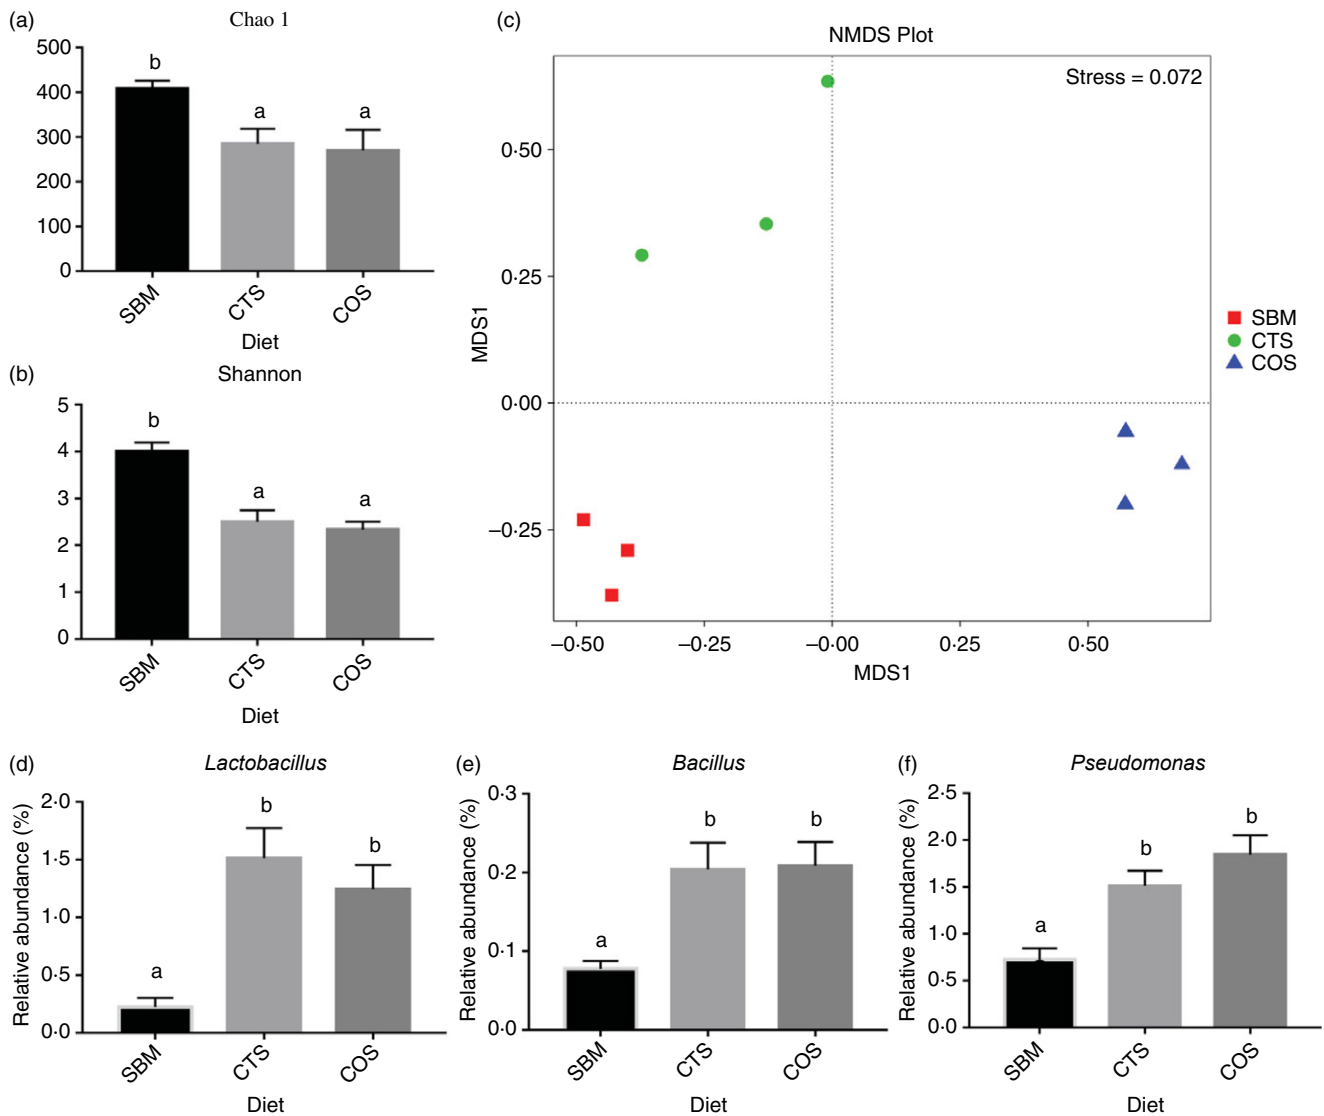 (a)
Chao 1
500
400
300
200
100
0
b
a
a
SBM
CTS
COS
Diet
(b)
Shannon
5
4
3
2
1
0
b
a
a
SBM
CTS
COS
Diet
(c)
NMDS Plot
Stress = 0·072
MDS1
0·50
0·25
0·00
–0·25
–0·50
–0·25
–0·00
0·25
0·50
MDS1
SBM
CTS
COS
(d)
Lactobacillus
Relative abundance (%)
2·0
1·5
1·0
0·5
0·0
a
b
b
SBM
CTS
COS
Diet
(e)
Bacillus
Relative abundance (%)
0·3
0·2
0·1
0·0
a
b
b
SBM
CTS
COS
Diet
(f)
Pseudomonas
Relative abundance (%)
2·5
2·0
1·5
1·0
0·5
0·0
a
b
b
SBM
CTS
COS
Diet